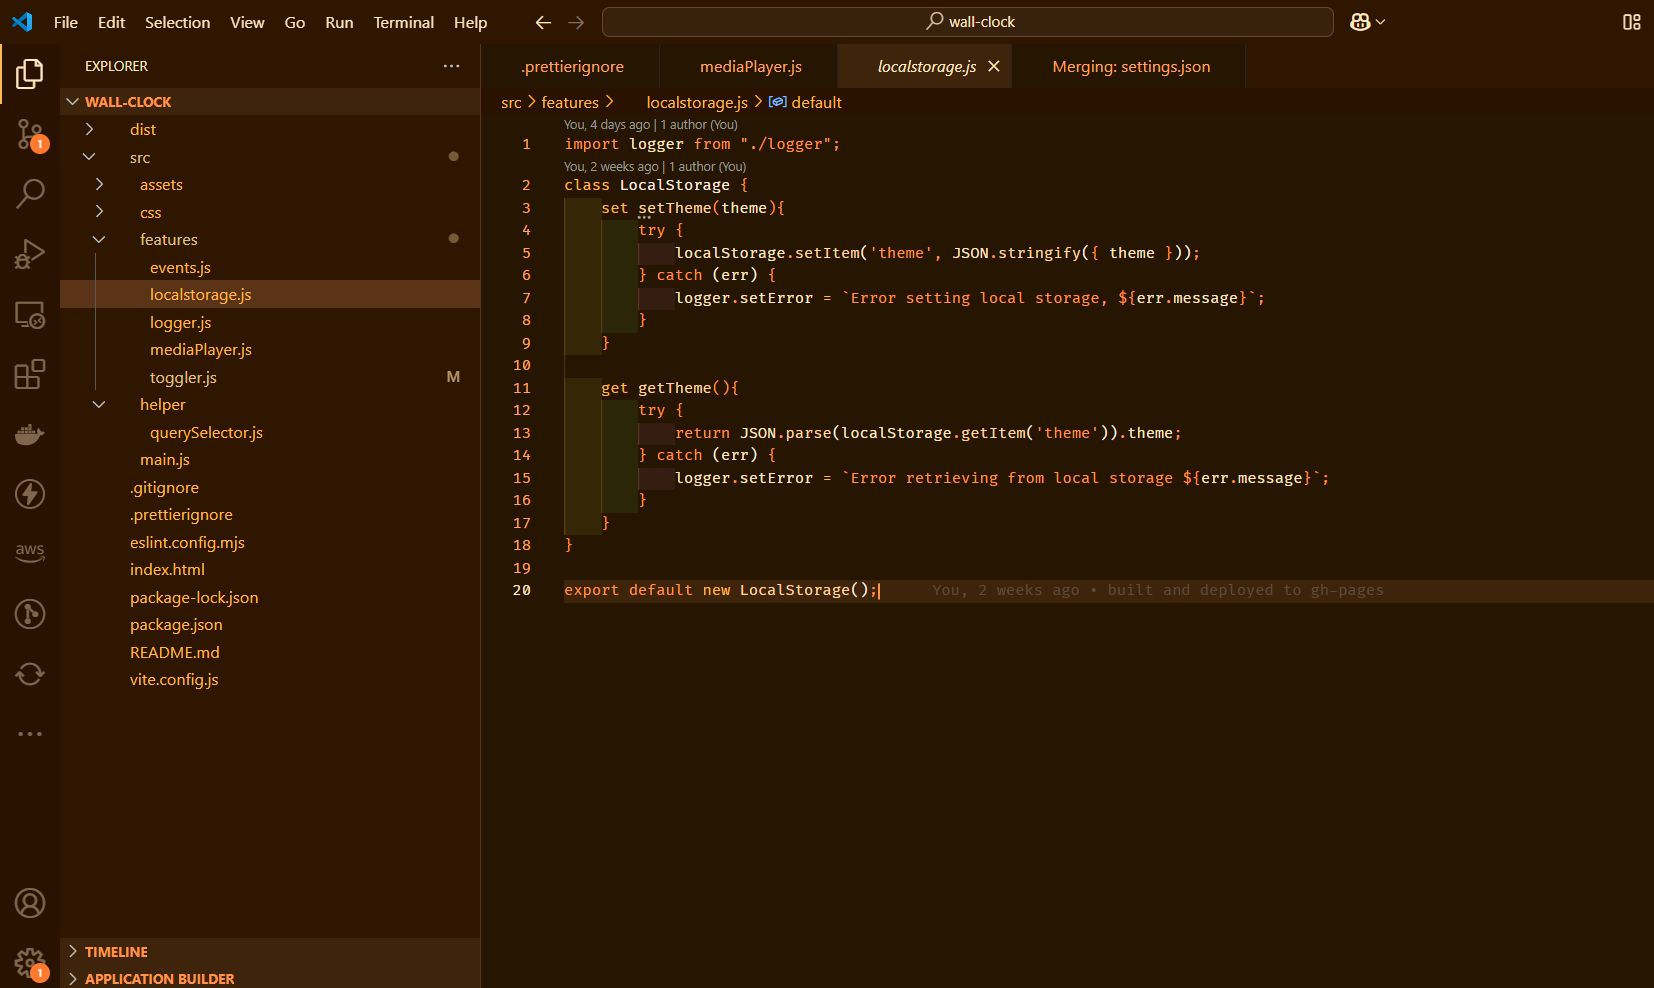 File Edit Selection View Go Run Terminal Help
wall-clock
EXPLORER
WALL-CLOCK
dist
src
assets
css
features
events.js
localstorage.js
logger.js
mediaPlayer.js
toggler.js M
helper
querySelector.js
main.js
.gitignore
.prettierignore
eslint.config.mjs
index.html
package-lock.json
package.json
README.md
vite.config.js
TIMELINE
APPLICATION BUILDER
1
aws
1
.prettierignore mediaPlayer.js localstorage.js Merging: settings.json
src > features > localstorage.js > default
You, 4 days ago | 1 author (You)
1 import logger from "./logger";
You, 2 weeks ago | 1 author (You)
2 class LocalStorage {
3 set setTheme(theme){
4 try {
5 localStorage.setItem('theme', JSON.stringify({ theme }));
6 } catch (err) {
7 logger.setError = `Error setting local storage, ${err.message}`;
8 }
9 }
10
11 get getTheme(){
12 try {
13 return JSON.parse(localStorage.getItem('theme')).theme;
14 } catch (err) {
15 logger.setError = `Error retrieving from local storage ${err.message}`;
16 }
17 }
18 }
19
20 export default new LocalStorage(); You, 2 weeks ago • built and deployed to gh-pages